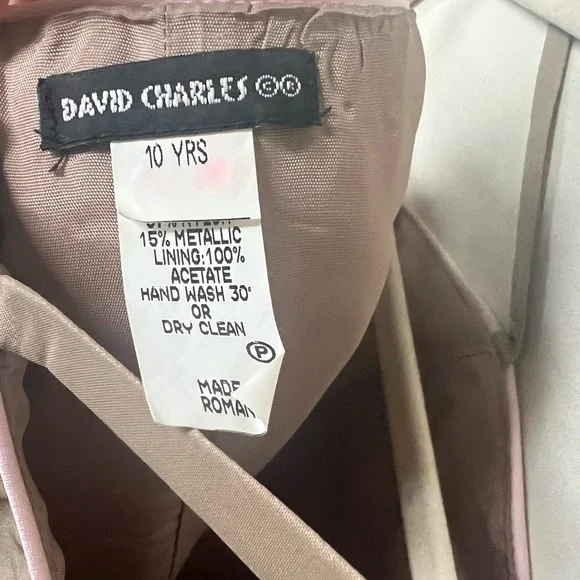 DAVID CHARLES © ®
10 YRS
15% METALLIC
LINING:100%
ACETATE
HAND WASH 30°
OR
DRY CLEAN
P
MADE
ROMAN